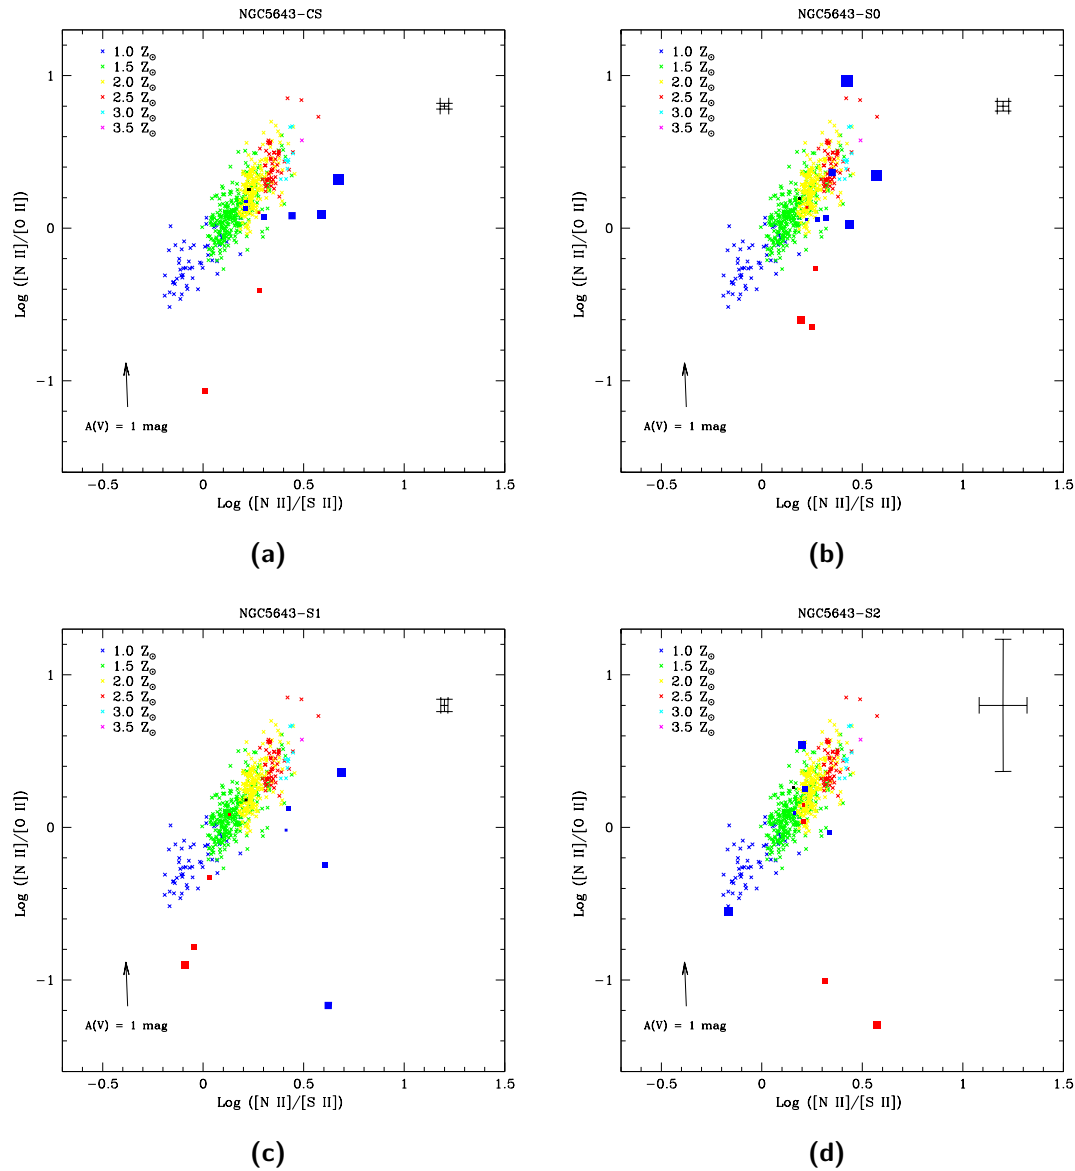 NGC5643-CS
1.0 Z⊙
1.5 Z⊙
2.0 Z⊙
2.5 Z⊙
3.0 Z⊙
3.5 Z⊙
1
0
−1
Log ([N II]/[O II])
A(V) = 1 mag
−0.5 0 0.5 1 1.5
Log ([N II]/[S II])
(a)
NGC5643-S0
1.0 Z⊙
1.5 Z⊙
2.0 Z⊙
2.5 Z⊙
3.0 Z⊙
3.5 Z⊙
1
0
−1
Log ([N II]/[O II])
A(V) = 1 mag
−0.5 0 0.5 1 1.5
Log ([N II]/[S II])
(b)
NGC5643-S1
1.0 Z⊙
1.5 Z⊙
2.0 Z⊙
2.5 Z⊙
3.0 Z⊙
3.5 Z⊙
1
0
−1
Log ([N II]/[O II])
A(V) = 1 mag
−0.5 0 0.5 1 1.5
Log ([N II]/[S II])
(c)
NGC5643-S2
1.0 Z⊙
1.5 Z⊙
2.0 Z⊙
2.5 Z⊙
3.0 Z⊙
3.5 Z⊙
1
0
−1
Log ([N II]/[O II])
A(V) = 1 mag
−0.5 0 0.5 1 1.5
Log ([N II]/[S II])
(d)